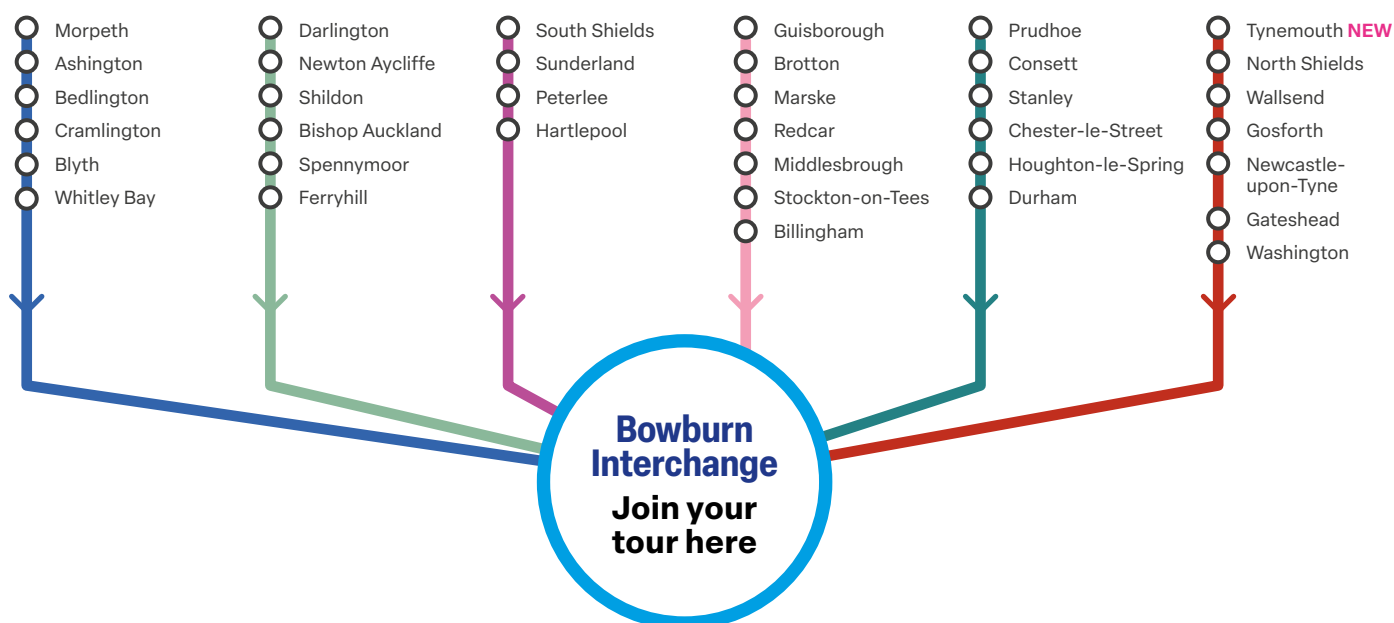 Morpeth
Ashington
Bedlington
Cramlington
Blyth
Whitley Bay
Darlington
Newton Aycliffe
Shildon
Bishop Auckland
Spennymoor
Ferryhill
South Shields
Sunderland
Peterlee
Hartlepool
Guisborough
Brotton
Marske
Redcar
Middlesbrough
Stockton-on-Tees
Billingham
Prudhoe
Consett
Stanley
Chester-le-Street
Houghton-le-Spring
Durham
Tynemouth NEW
North Shields
Wallsend
Gosforth
Newcastle-
upon-Tyne
Gateshead
Washington
Bowburn
Interchange
Join your
tour here